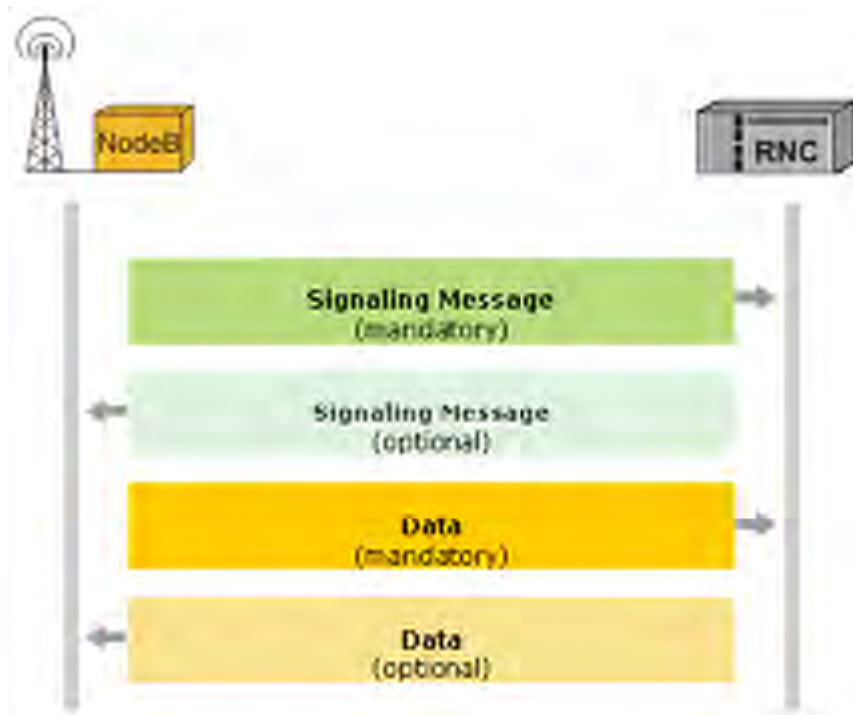 NodeB
RNC
Signaling Message
(mandatory)
Signaling Message
(optional)
Data
(mandatory)
Data
(optional)